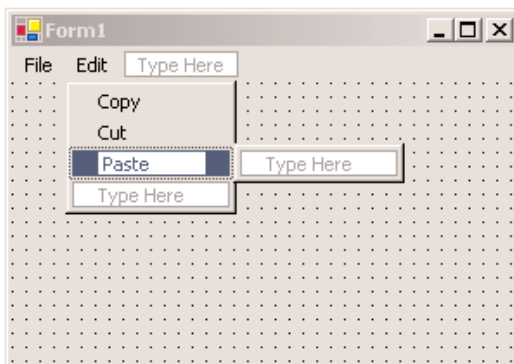 Form1
File Edit Type Here
Copy
Cut
Paste Type Here
Type Here